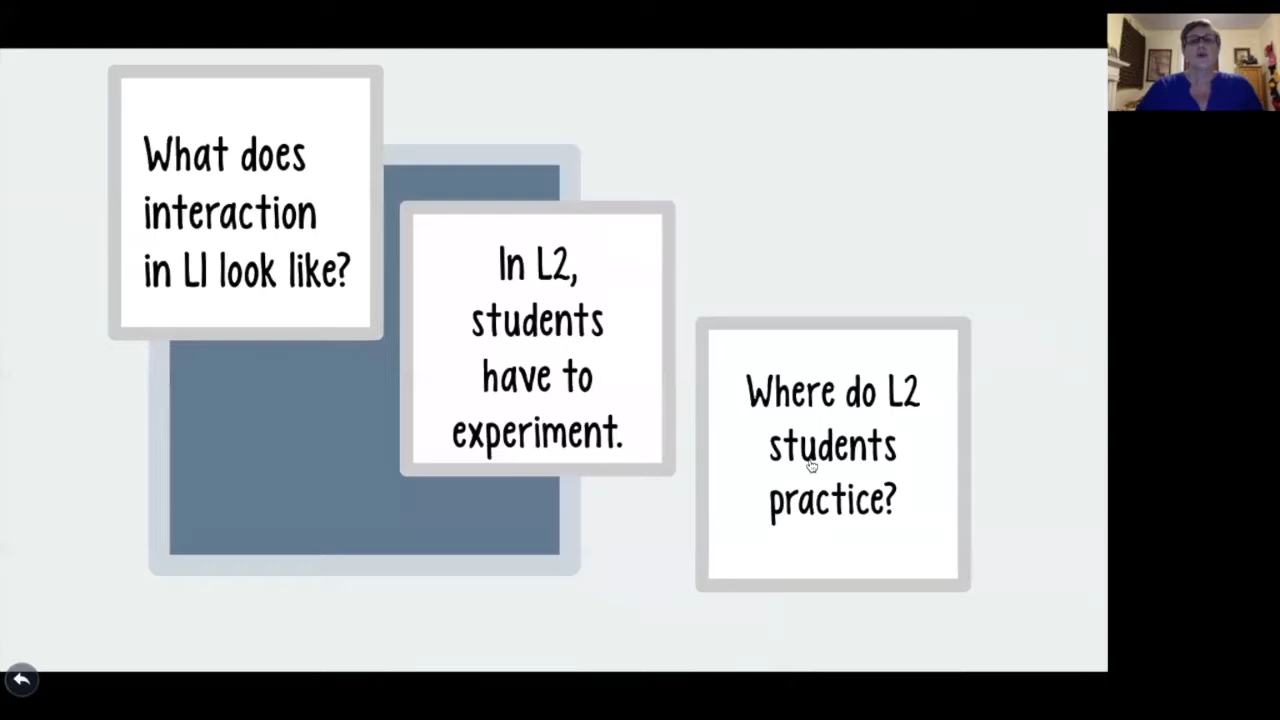 What does
interaction
in L1 look like?
In L2,
students
have to
experiment.
Where do L2
students
practice?